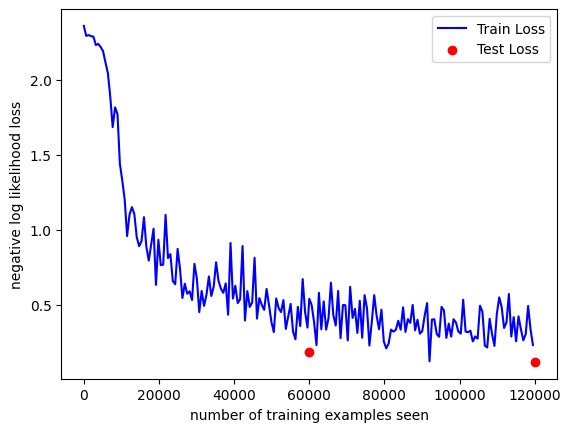 Train Loss
Test Loss
2.0
1.5
1.0
0.5
negative log likelihood loss
0 20000 40000 60000 80000 100000 120000
number of training examples seen